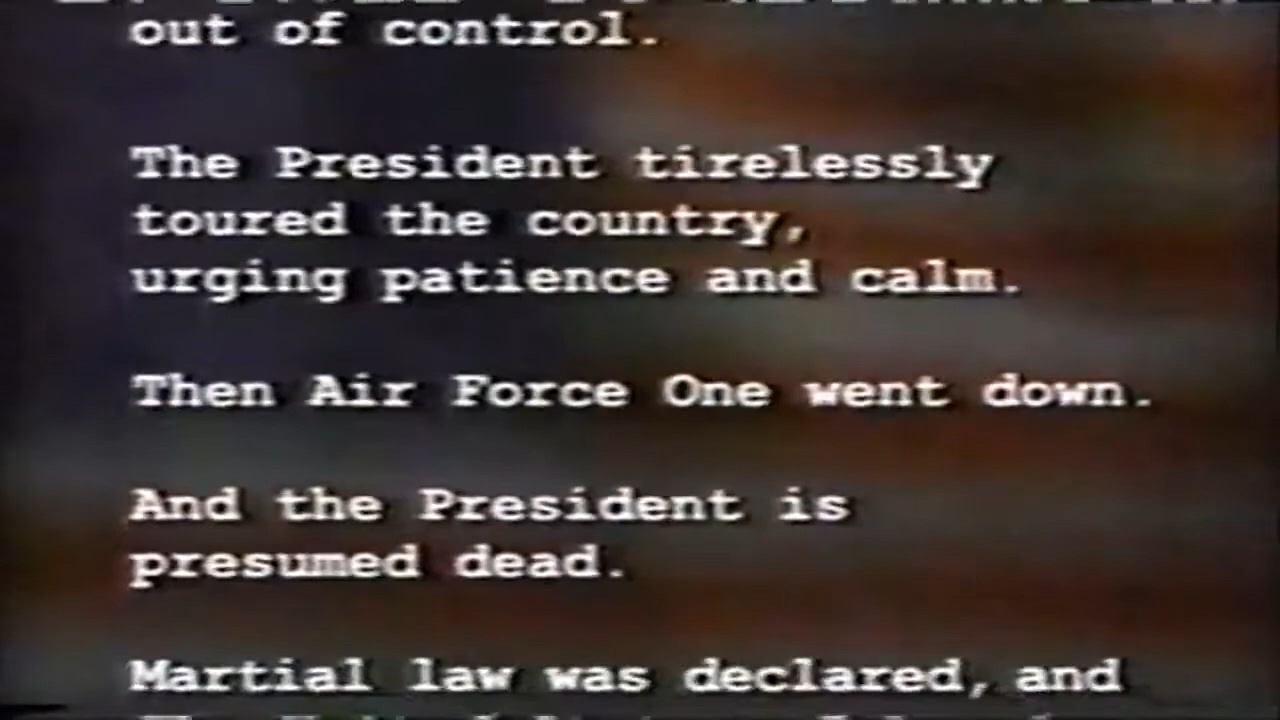 out of control.
The President tirelessly
toured the country,
urging patience and calm.
Then Air Force One went down.
And the President is
presumed dead.
Martial law was declared, and